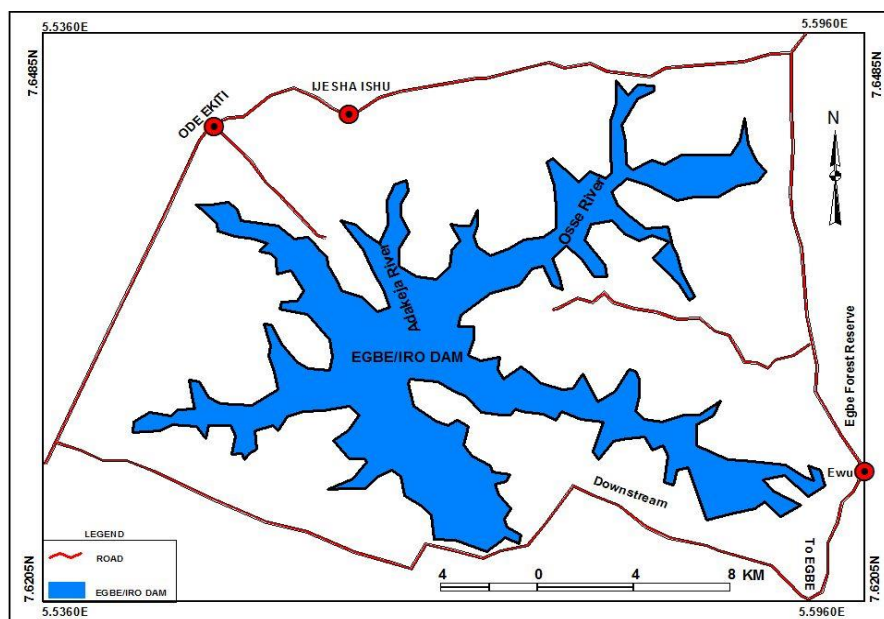 5.5360E
5.5960E
7.6485N
7.6485N
IJESHA ISHU
ODE EKITI
N
Osse River
Adakeja River
EGBE/IRO DAM
Egbe Forest Reserve
Ewu
Downstream
To EGBE
LEGEND
ROAD
EGBE/IRO DAM
4 0 4 8 KM
7.6205N
7.6205N
5.5360E
5.5960E